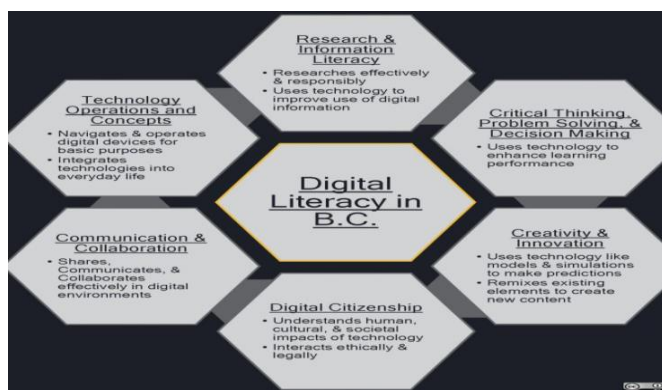 Research &
Information
Literacy
• Researches effectively
& responsibly
• Uses technology to
improve use of digital
information
Technology
Operations and
Concepts
• Navigates & operates
digital devices for
basic purposes
• Integrates
technologies into
everyday life
Critical Thinking,
Problem Solving, &
Decision Making
• Uses technology to
enhance learning
performance
Digital
Literacy in
B.C.
Communication &
Collaboration
• Shares,
Communicates, &
Collaborates
effectively in digital
environments
Creativity &
Innovation
• Uses technology like
models & simulations
to make predictions
• Remixes existing
elements to create
new content
Digital Citizenship
• Understands human,
cultural, & societal
impacts of technology
• Interacts ethically &
legally